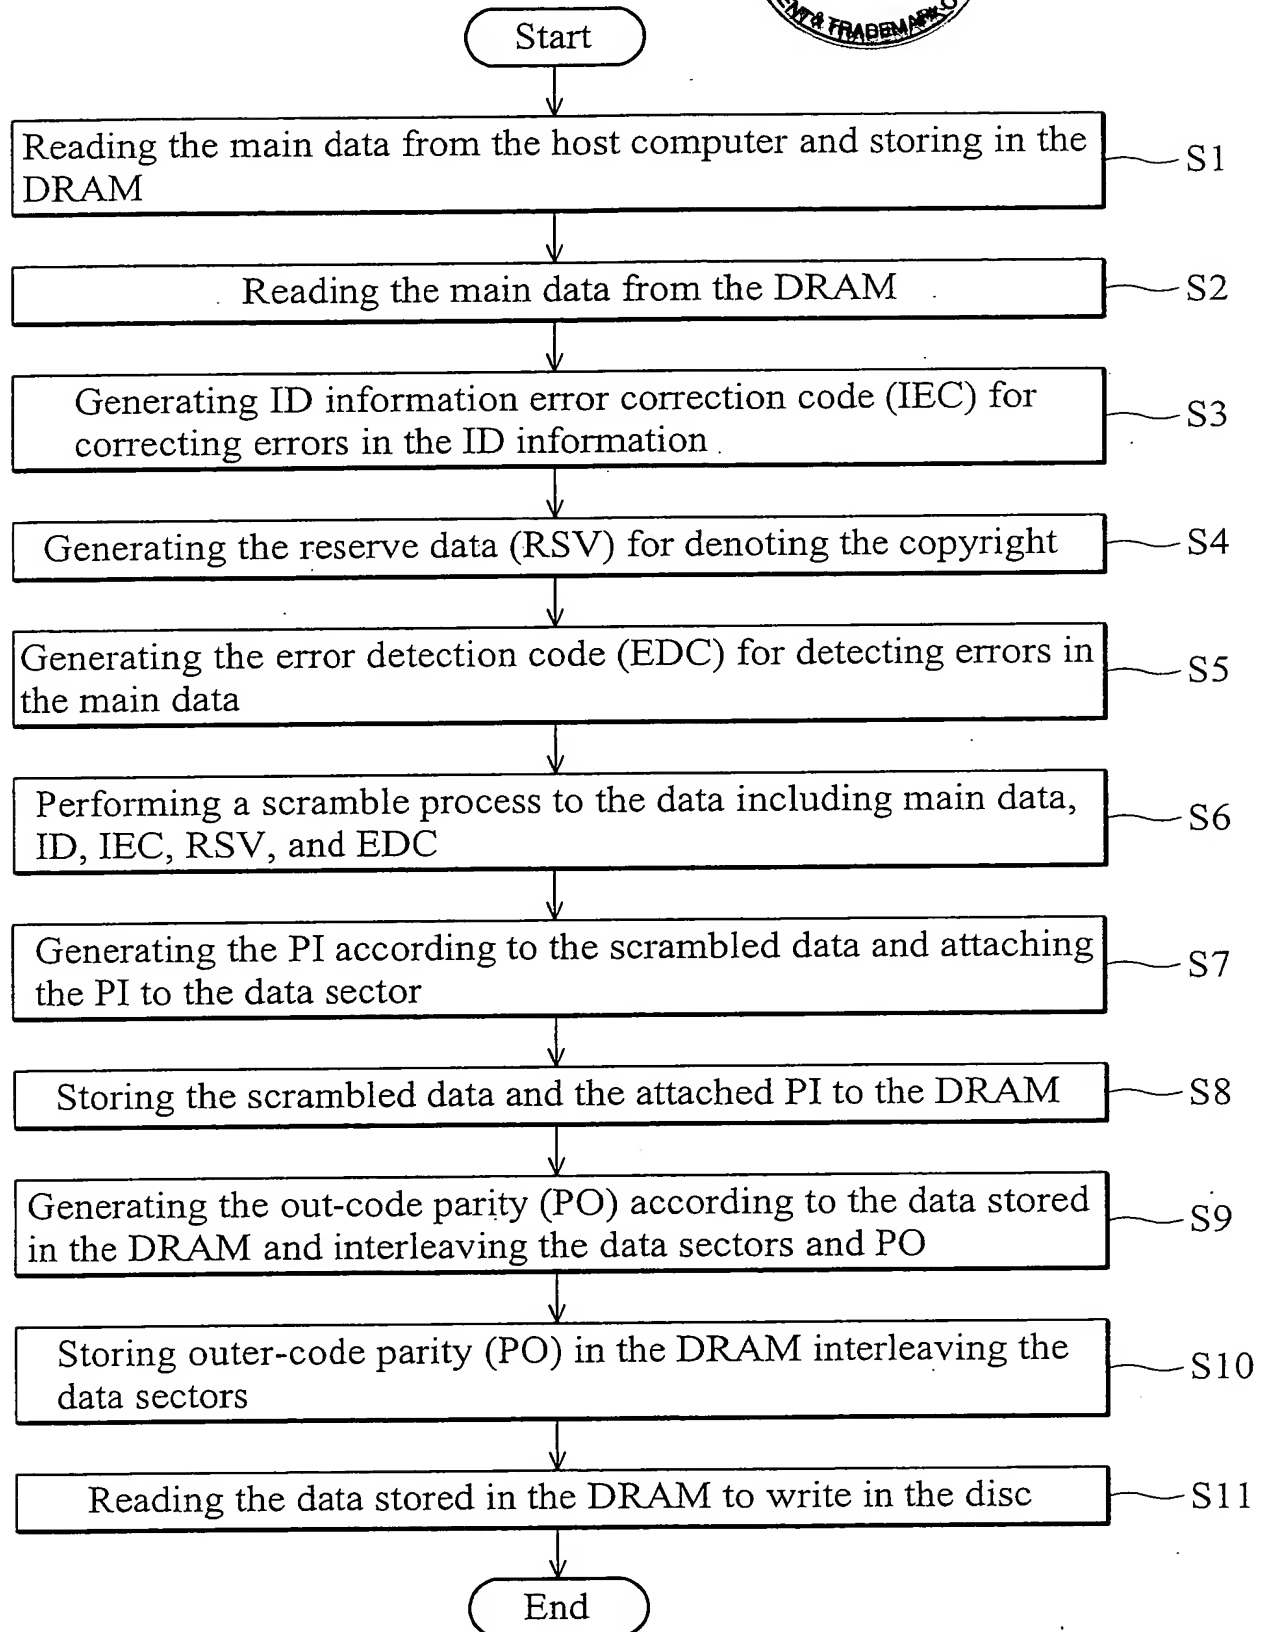 ENT & TRADEMARK O
Start
Reading the main data from the host computer and storing in the
DRAM
S1
Reading the main data from the DRAM
S2
Generating ID information error correction code (IEC) for
correcting errors in the ID information
S3
Generating the reserve data (RSV) for denoting the copyright
S4
Generating the error detection code (EDC) for detecting errors in
the main data
S5
Performing a scramble process to the data including main data,
ID, IEC, RSV, and EDC
S6
Generating the PI according to the scrambled data and attaching
the PI to the data sector
S7
Storing the scrambled data and the attached PI to the DRAM
S8
Generating the out-code parity (PO) according to the data stored
in the DRAM and interleaving the data sectors and PO
S9
Storing outer-code parity (PO) in the DRAM interleaving the
data sectors
S10
Reading the data stored in the DRAM to write in the disc
S11
End